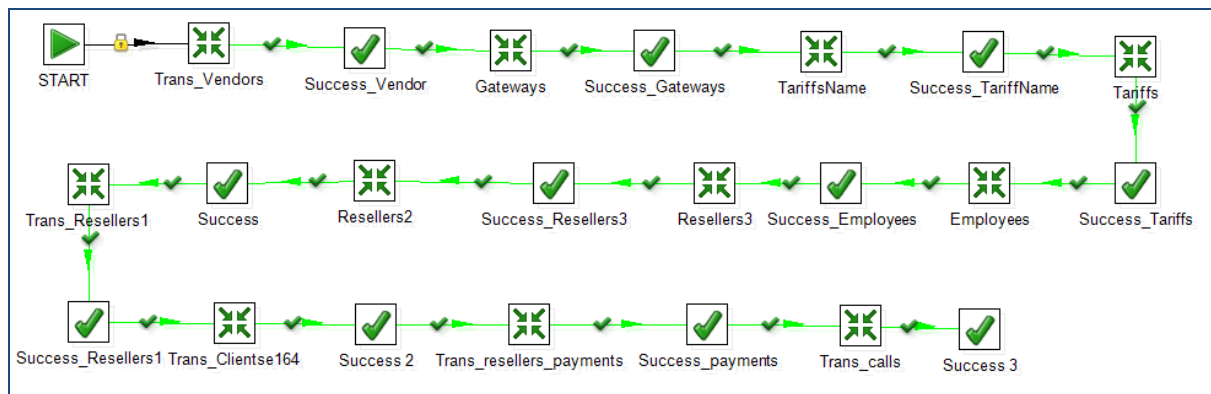 START
Trans_Vendors
Success_Vendor
Gateways
Success_Gateways
TariffsName
Success_TariffName
Tariffs
Trans_Resellers1
Success
Resellers2
Success_Resellers3
Resellers3
Success_Employees
Employees
Success_Tariffs
Success_Resellers1
Trans_Clientse164
Success 2
Trans_resellers_payments
Success_payments
Trans_calls
Success 3